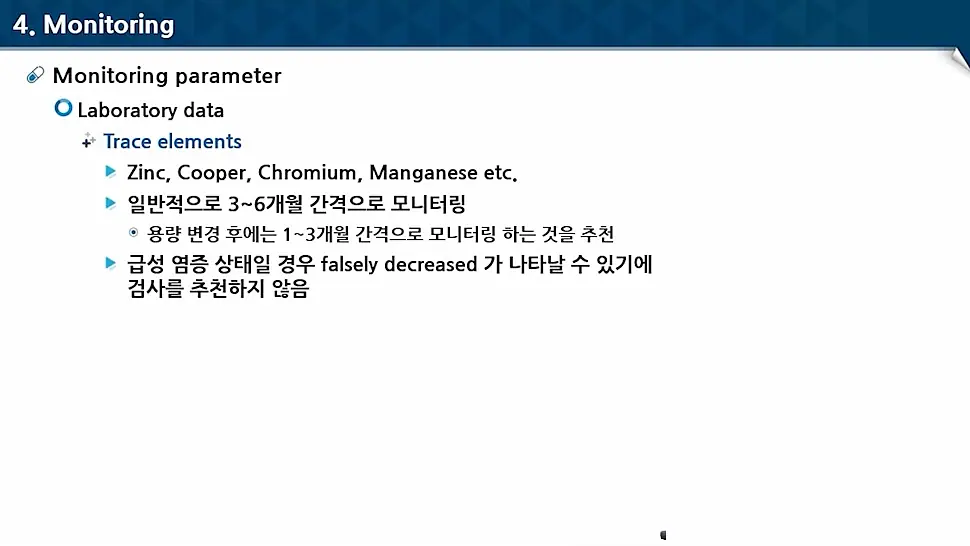 4. Monitoring
Monitoring parameter
Laboratory data
Trace elements
Zinc, Cooper, Chromium, Manganese etc.
일반적으로 3~6개월 간격으로 모니터링
용량 변경 후에는 1~3개월 간격으로 모니터링 하는 것을 추천
급성 염증 상태일 경우 falsely decreased 가 나타날 수 있기에
검사를 추천하지 않음